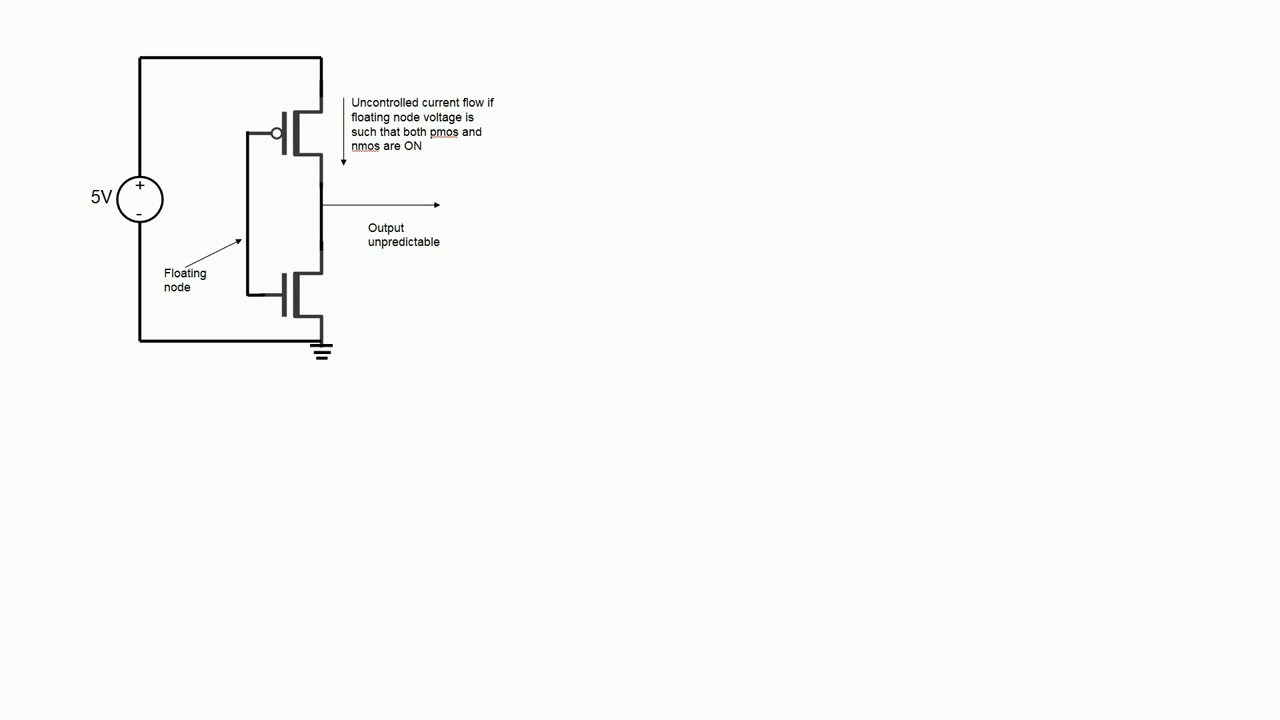 Uncontrolled current flow if
floating node voltage is
such that both pmos and
nmos are ON
5V
+
-
Output
unpredictable
Floating
node